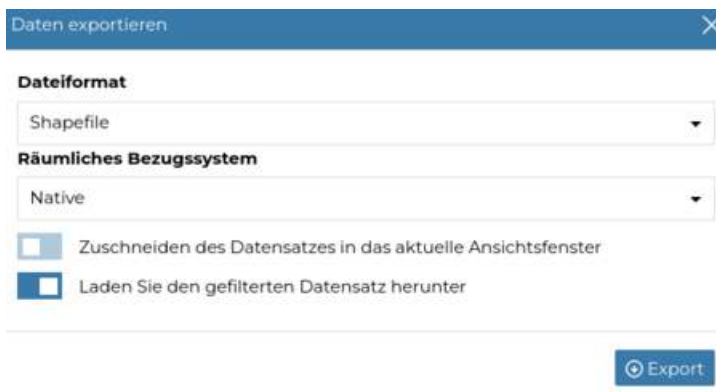 Daten exportieren
Dateiformat
Shapefile
Räumliches Bezugssystem
Native
Zuschneiden des Datensatzes in das aktuelle Ansichtsfenster
Laden Sie den gefilterten Datensatz herunter
Export